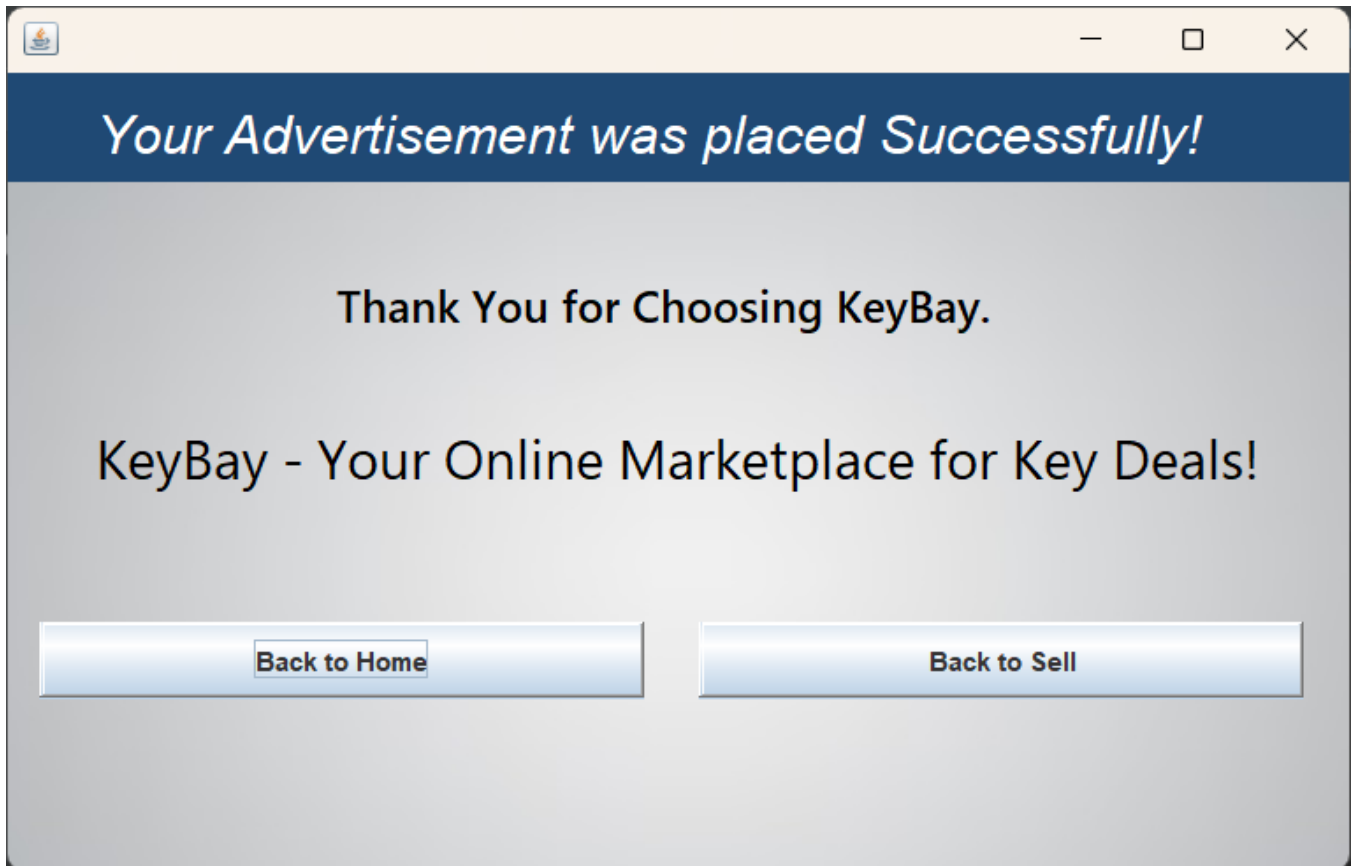 Your Advertisement was placed Successfully!
Thank You for Choosing KeyBay.
KeyBay - Your Online Marketplace for Key Deals!
Back to Home
Back to Sell